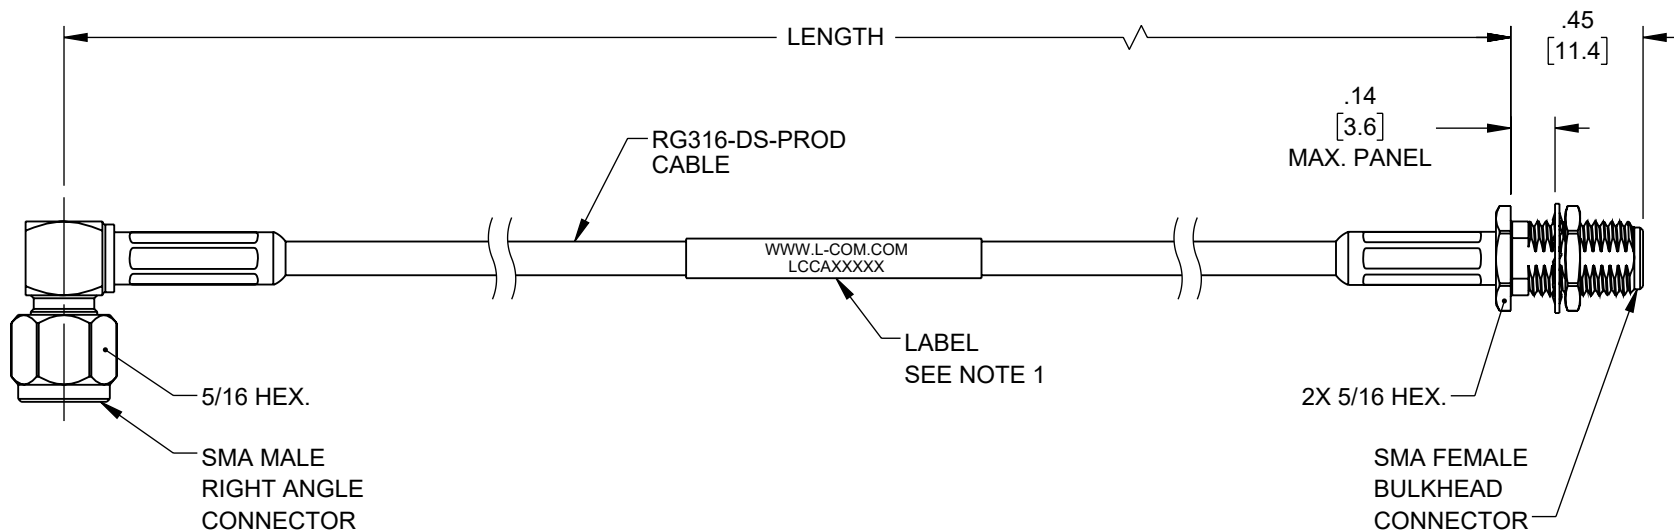 LENGTH
.45
[11.4]
.14
[3.6]
MAX. PANEL
RG316-DS-PROD
CABLE
WWW.L-COM.COM
LCCAXXXXX
LABEL
SEE NOTE 1
5/16 HEX.
2X 5/16 HEX.
SMA MALE
RIGHT ANGLE
CONNECTOR
SMA FEMALE
BULKHEAD
CONNECTOR